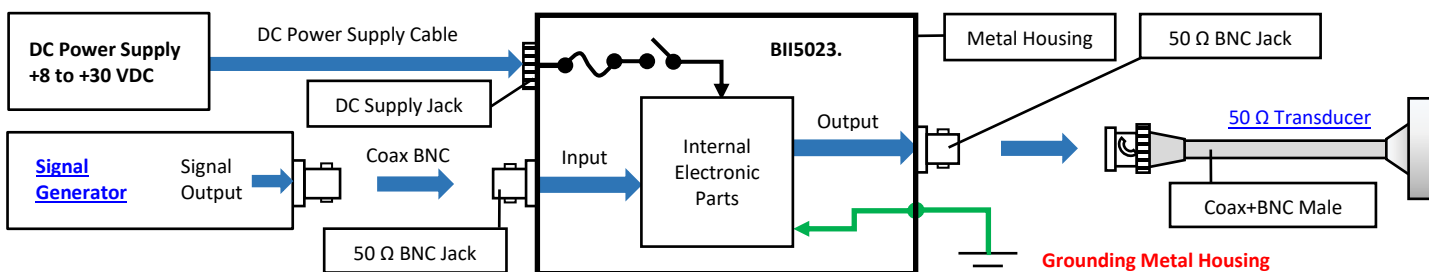 DC Power Supply
+8 to +30 VDC
DC Power Supply Cable
DC Supply Jack
BII5023.
Metal Housing
50 Ω BNC Jack
Signal
Generator
Signal
Output
Coax BNC
50 Ω BNC Jack
Input
Internal
Electronic
Parts
Output
50 Ω Transducer
Coax+BNC Male
Grounding Metal Housing